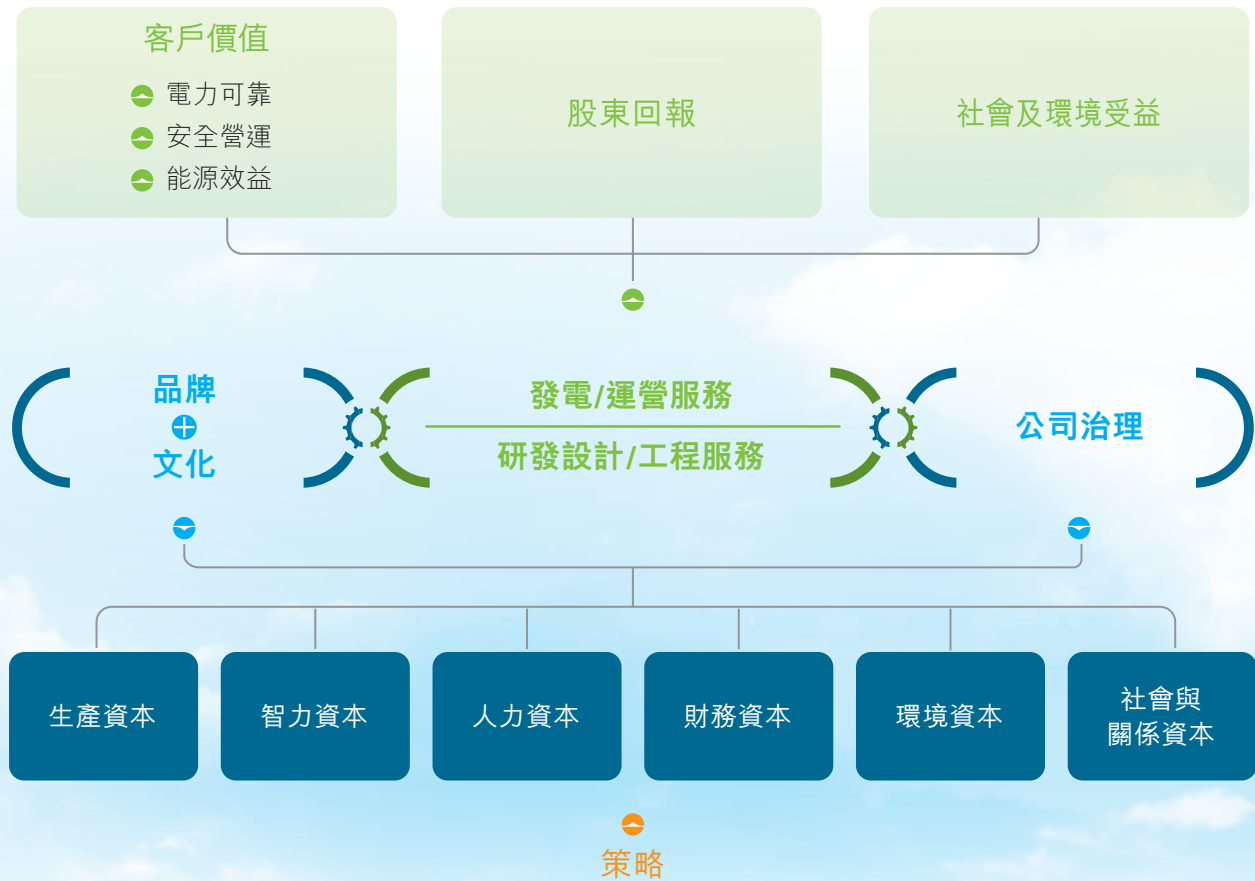 客戶價值
電力可靠
安全營運
能源效益
股東回報
社會及環境受益
品牌
文化
發電/運營服務
研發設計/工程服務
公司治理
生產資本
智力資本
人力資本
財務資本
環境資本
社會與
關係資本
策略